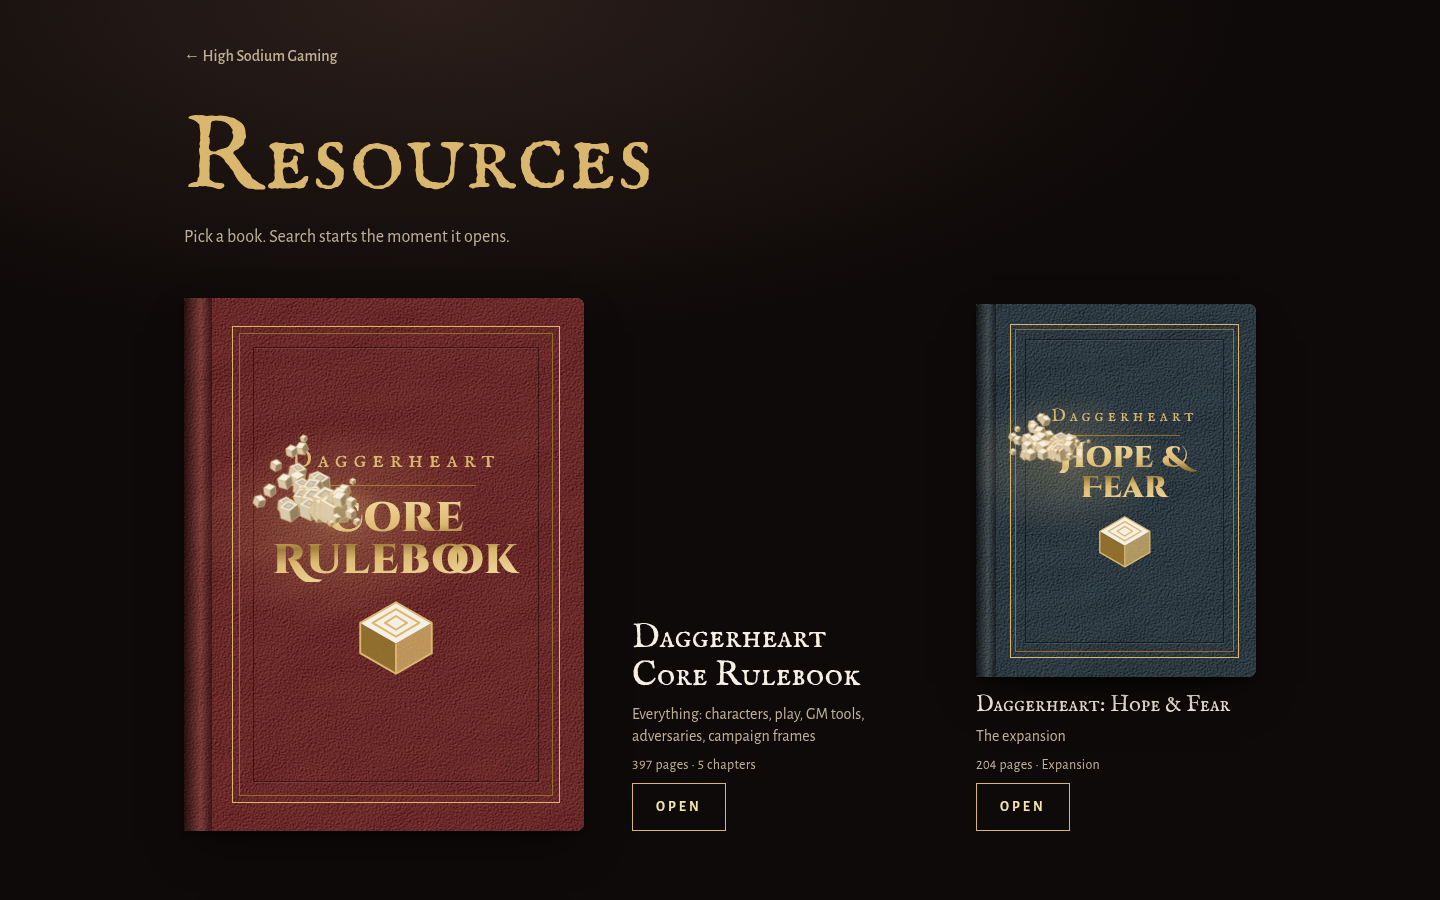 ← High Sodium Gaming
Resources
Pick a book. Search starts the moment it opens.
Daggerheart
Core
Rulebook
Daggerheart
Core Rulebook
Everything: characters, play, GM tools,
adversaries, campaign frames
397 pages · 5 chapters
OPEN
Daggerheart
Hope &
Fear
Daggerheart: Hope & Fear
The expansion
204 pages · Expansion
OPEN